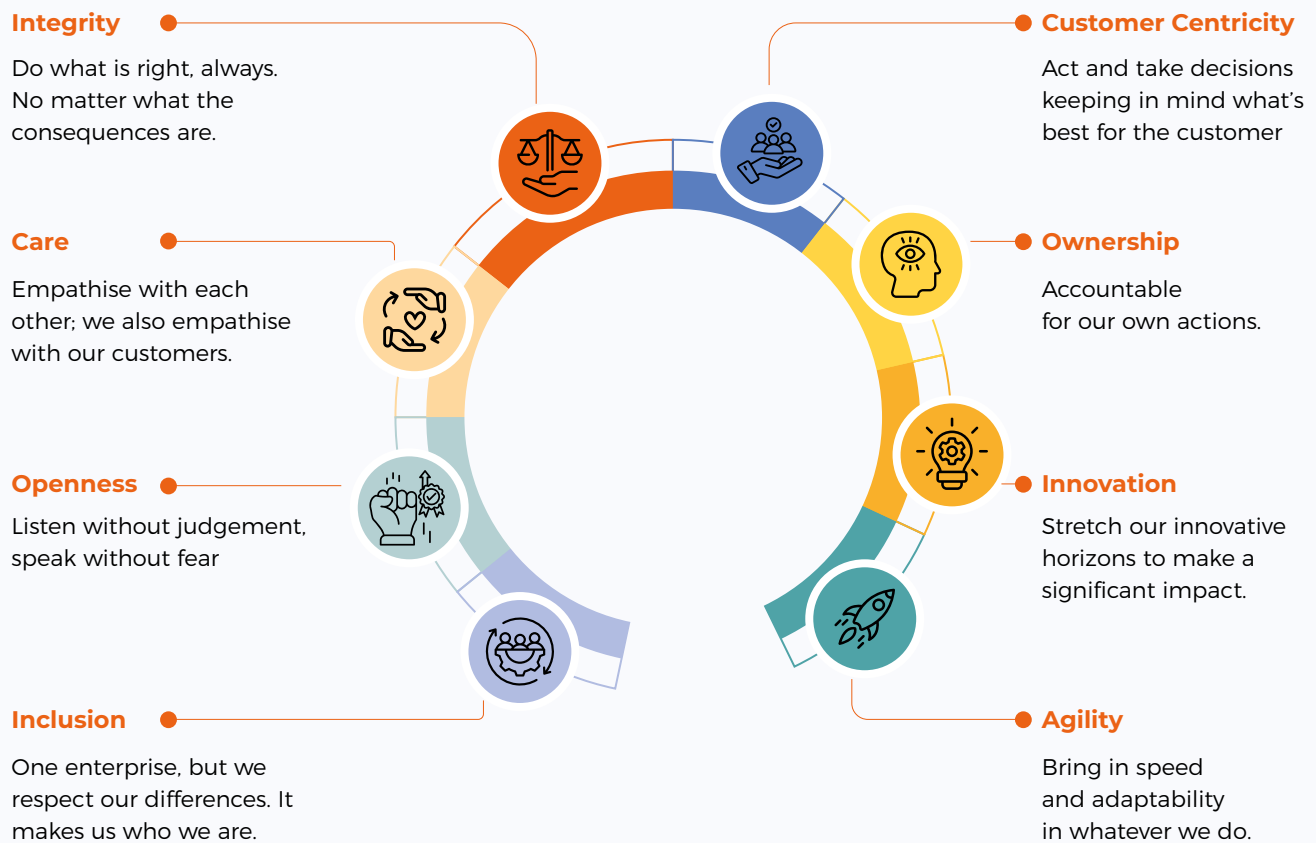 Integrity
Do what is right, always.
No matter what the
consequences are.
Care
Empathise with each
other; we also empathise
with our customers.
Openness
Listen without judgement,
speak without fear
Inclusion
One enterprise, but we
respect our differences. It
makes us who we are.
Customer Centricity
Act and take decisions
keeping in mind what’s
best for the customer
Ownership
Accountable
for our own actions.
Innovation
Stretch our innovative
horizons to make a
significant impact.
Agility
Bring in speed
and adaptability
in whatever we do.